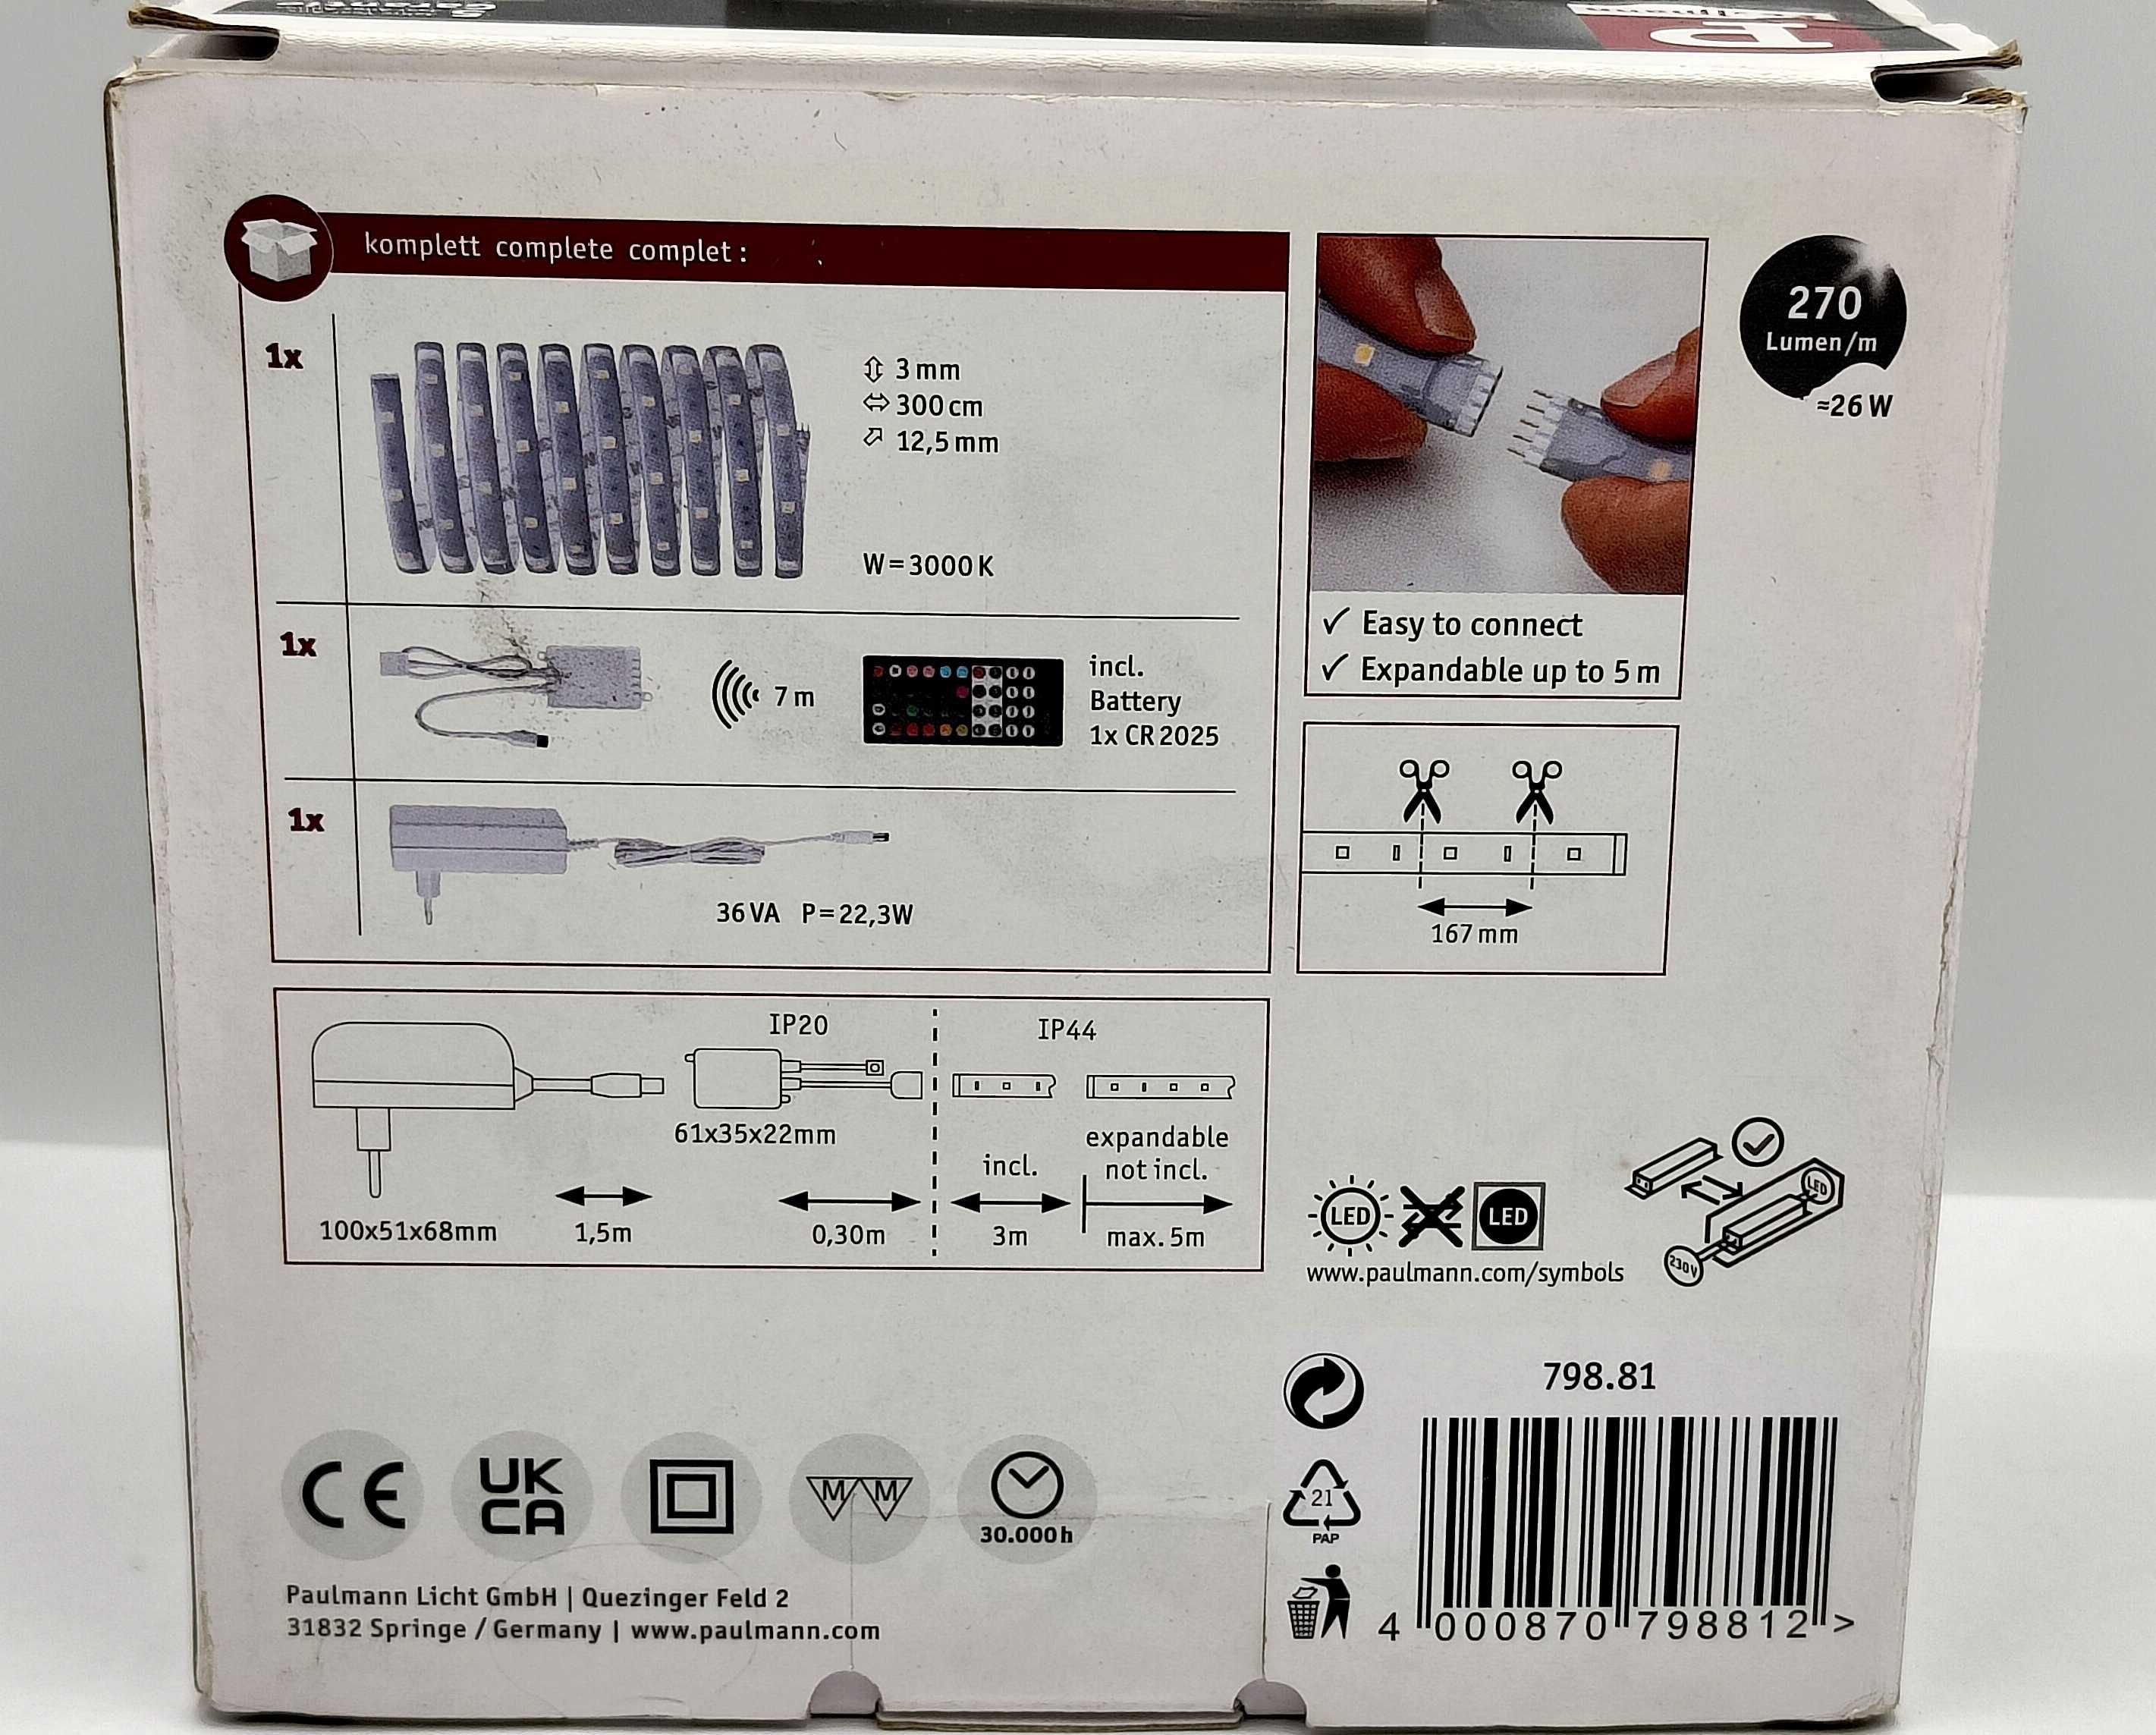 komplett complete complet :
1x
3 mm
300 cm
12,5 mm
W = 3000 K
1x
7 m
incl.
Battery
1x CR 2025
1x
36 VA P = 22,3W
270
Lumen/m
≈26 W
✓ Easy to connect
✓ Expandable up to 5 m
167 mm
IP20
IP44
61x35x22mm
expandable
not incl.
incl.
100x51x68mm
1,5m
0,30m
3m
max. 5m
LED
LED
LED
230V
www.paulmann.com/symbols
798.81
CE
UK
CA
M M
30.000 h
21
PAP
Paulmann Licht GmbH | Quezinger Feld 2
31832 Springe / Germany | www.paulmann.com
4 000870 798812 >